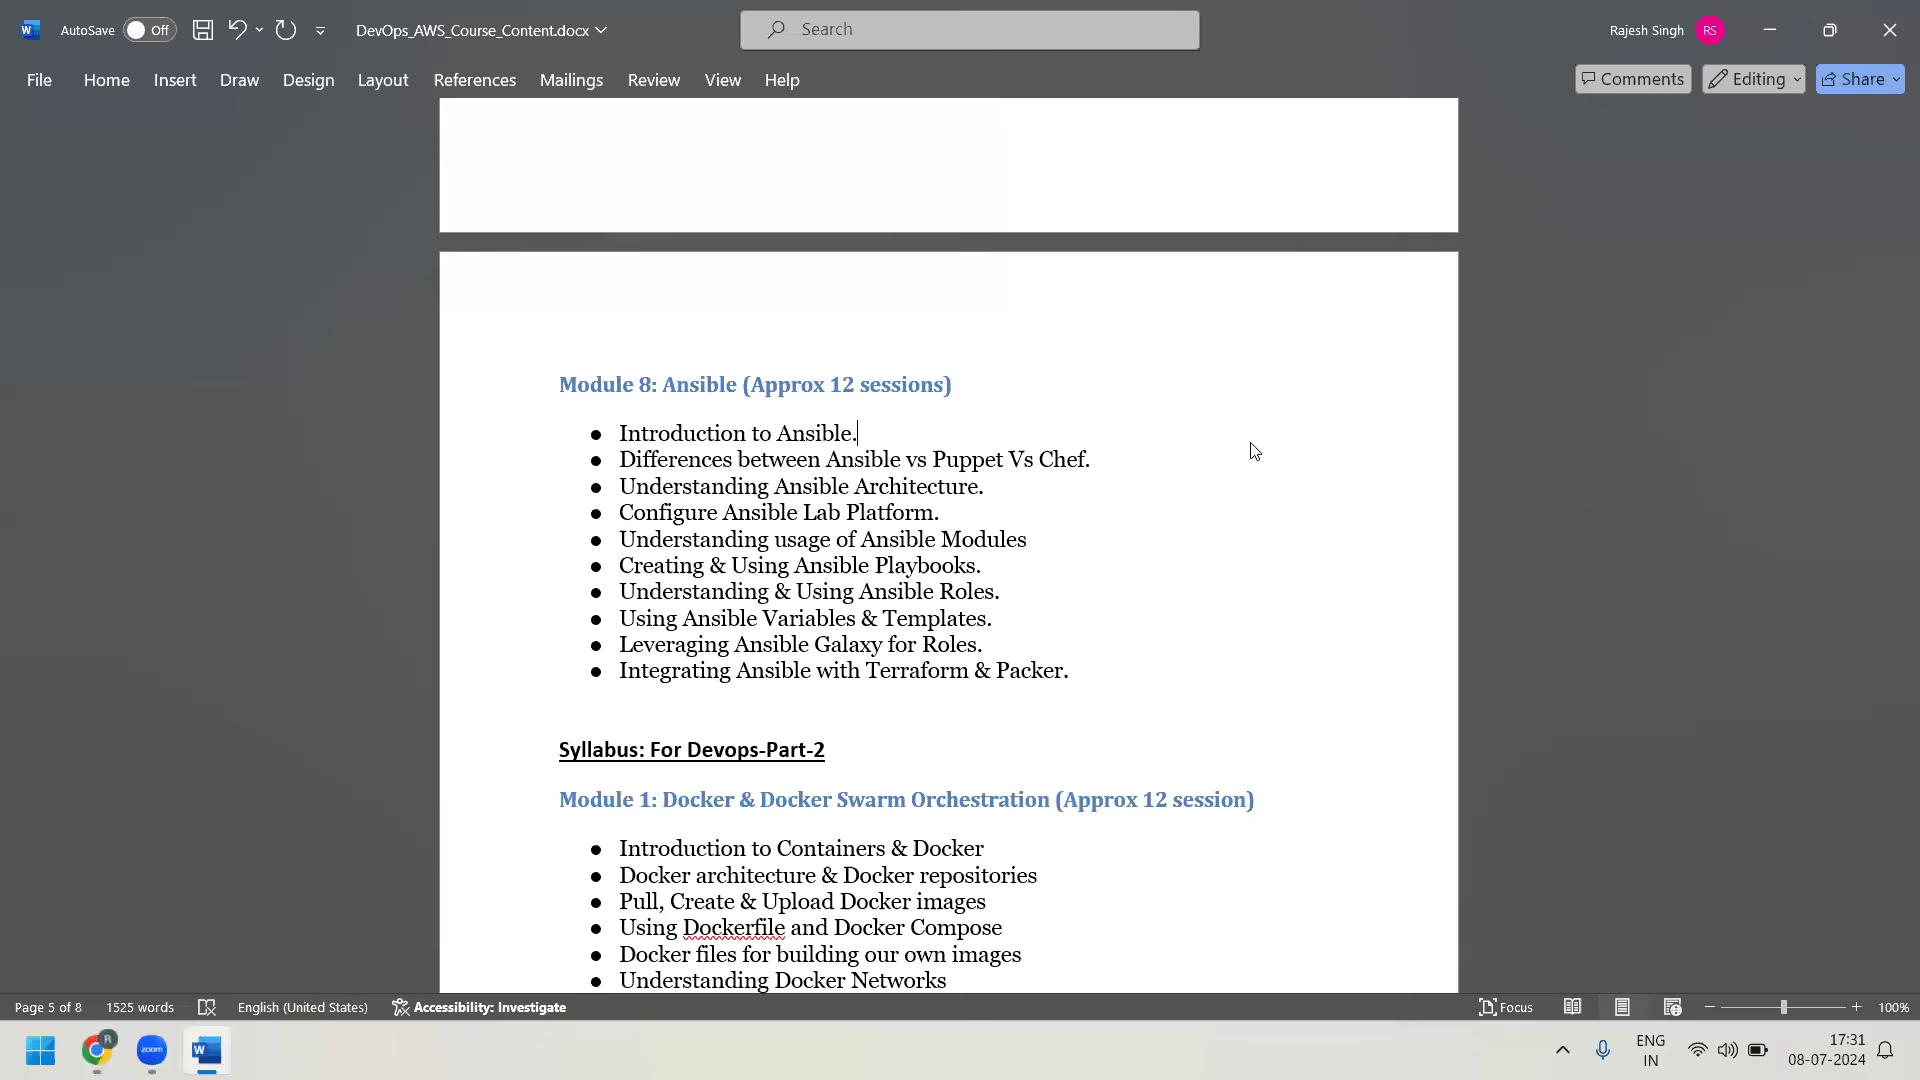 AutoSave Off DevOps_AWS_Course_Content.docx Search Rajesh Singh RS
File Home Insert Draw Design Layout References Mailings Review View Help Comments Editing Share
Module 8: Ansible (Approx 12 sessions)
● Introduction to Ansible.
● Differences between Ansible vs Puppet Vs Chef.
● Understanding Ansible Architecture.
● Configure Ansible Lab Platform.
● Understanding usage of Ansible Modules
● Creating & Using Ansible Playbooks.
● Understanding & Using Ansible Roles.
● Using Ansible Variables & Templates.
● Leveraging Ansible Galaxy for Roles.
● Integrating Ansible with Terraform & Packer.
Syllabus: For Devops-Part-2
Module 1: Docker & Docker Swarm Orchestration (Approx 12 session)
● Introduction to Containers & Docker
● Docker architecture & Docker repositories
● Pull, Create & Upload Docker images
● Using Dockerfile and Docker Compose
● Docker files for building our own images
● Understanding Docker Networks
Page 5 of 8 1525 words English (United States) Accessibility: Investigate Focus 100%
R zoom W ENG 17:31
IN 08-07-2024